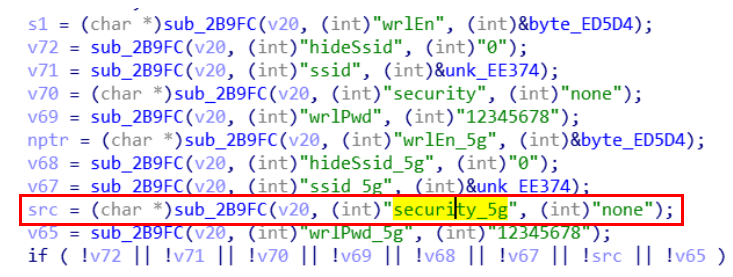 s1 = (char *)sub_2B9FC(v20, (int)"wrlEn", (int)&byte_ED5D4);
v72 = sub_2B9FC(v20, (int)"hideSsid", (int)"0");
v71 = sub_2B9FC(v20, (int)"ssid", (int)&unk_EE374);
v70 = (char *)sub_2B9FC(v20, (int)"security", (int)"none");
v69 = sub_2B9FC(v20, (int)"wrlPwd", (int)"12345678");
nptr = (char *)sub_2B9FC(v20, (int)"wrlEn_5g", (int)&byte_ED5D4);
v68 = sub_2B9FC(v20, (int)"hideSsid_5g", (int)"0");
v67 = sub_2B9FC(v20, (int)"ssid_5g", (int)&unk_EE374);
src = (char *)sub_2B9FC(v20, (int)"security_5g", (int)"none");
v65 = sub_2B9FC(v20, (int)"wrlPwd_5g", (int)"12345678");
if ( !v72 || !v71 || !v70 || !v69 || !v68 || !v67 || !src || !v65 )